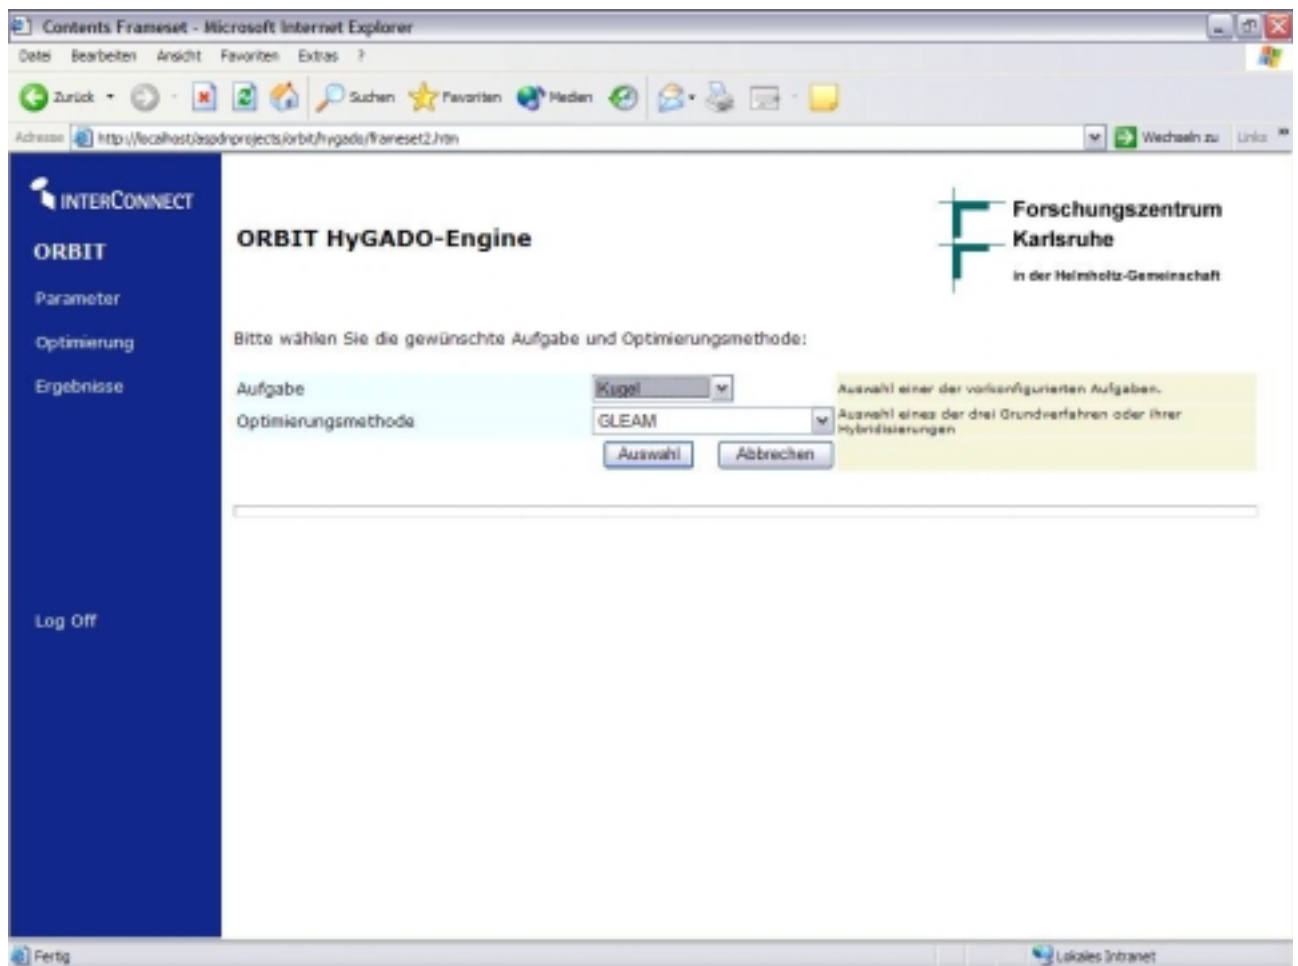 Contents Frameset - Microsoft Internet Explorer
Datei Bearbeiten Ansicht Favoriten Extras ?
Zurück Suchen Favoriten Medien
Adresse http://localhost/aspdnprojects/orbit/hygado/frameset2.htm Wechseln zu Links »
INTERCONNECT
ORBIT
Parameter
Optimierung
Ergebnisse
Log Off
ORBIT HyGADO-Engine
Forschungszentrum
Karlsruhe
in der Helmholtz-Gemeinschaft
Bitte wählen Sie die gewünschte Aufgabe und Optimierungsmethode:
Aufgabe Kugel Auswahl einer der vorkonfigurierten Aufgaben.
Optimierungsmethode GLEAM Auswahl eines der drei Grundverfahren oder ihrer
Hybridisierungen
Auswahl Abbrechen
Fertig Lokales Intranet